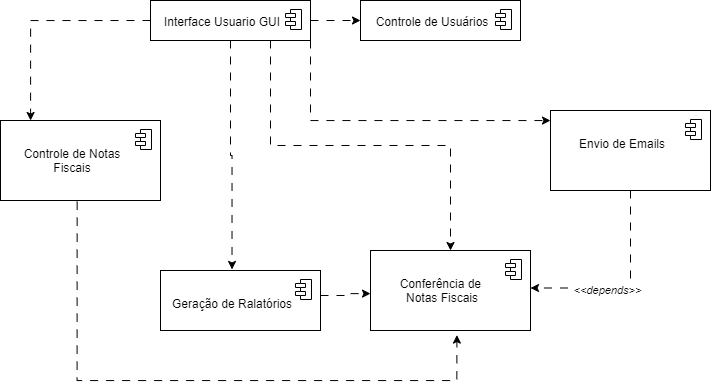 Interface Usuario GUI
Controle de Usuários
Controle de Notas
Fiscais
Envio de Emails
Geração de Ralatórios
Conferência de
Notas Fiscais
<<depends>>